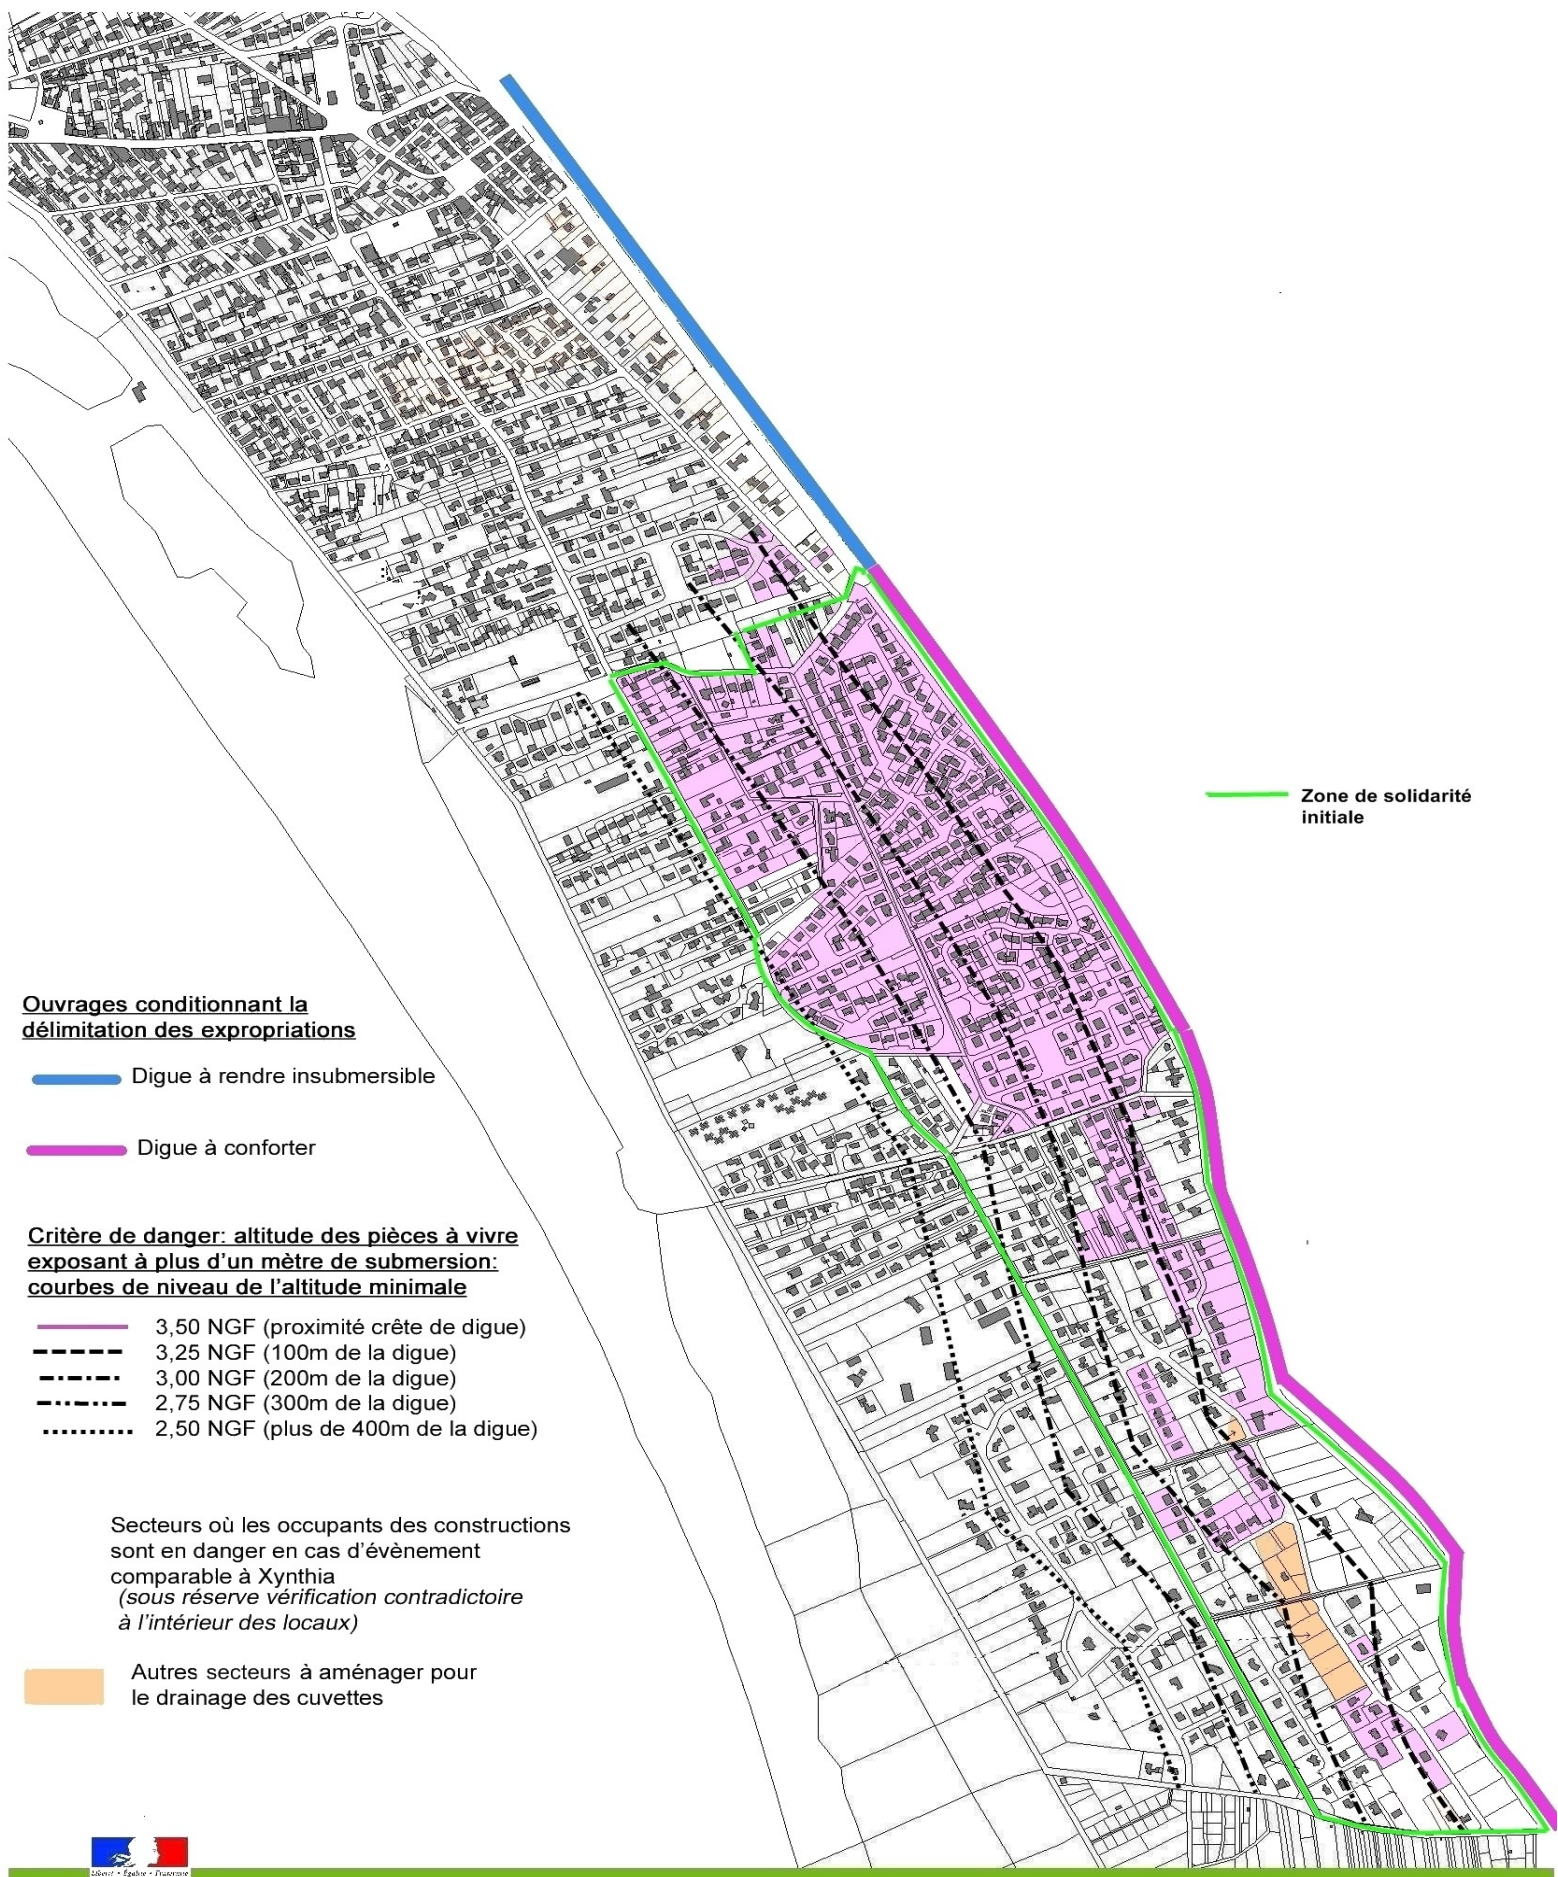 Zone de solidarité
initiale
Ouvrages conditionnant la
délimitation des expropriations
Digue à rendre insubmersible
Digue à conforter
Critère de danger: altitude des pièces à vivre
exposant à plus d'un mètre de submersion:
courbes de niveau de l'altitude minimale
3,50 NGF (proximité crête de digue)
3,25 NGF (100m de la digue)
3,00 NGF (200m de la digue)
2,75 NGF (300m de la digue)
2,50 NGF (plus de 400m de la digue)
Secteurs où les occupants des constructions
sont en danger en cas d'évènement
comparable à Xynthia
(sous réserve vérification contradictoire
à l'intérieur des locaux)
Autres secteurs à aménager pour
le drainage des cuvettes
Liberté • Égalité • Fraternité